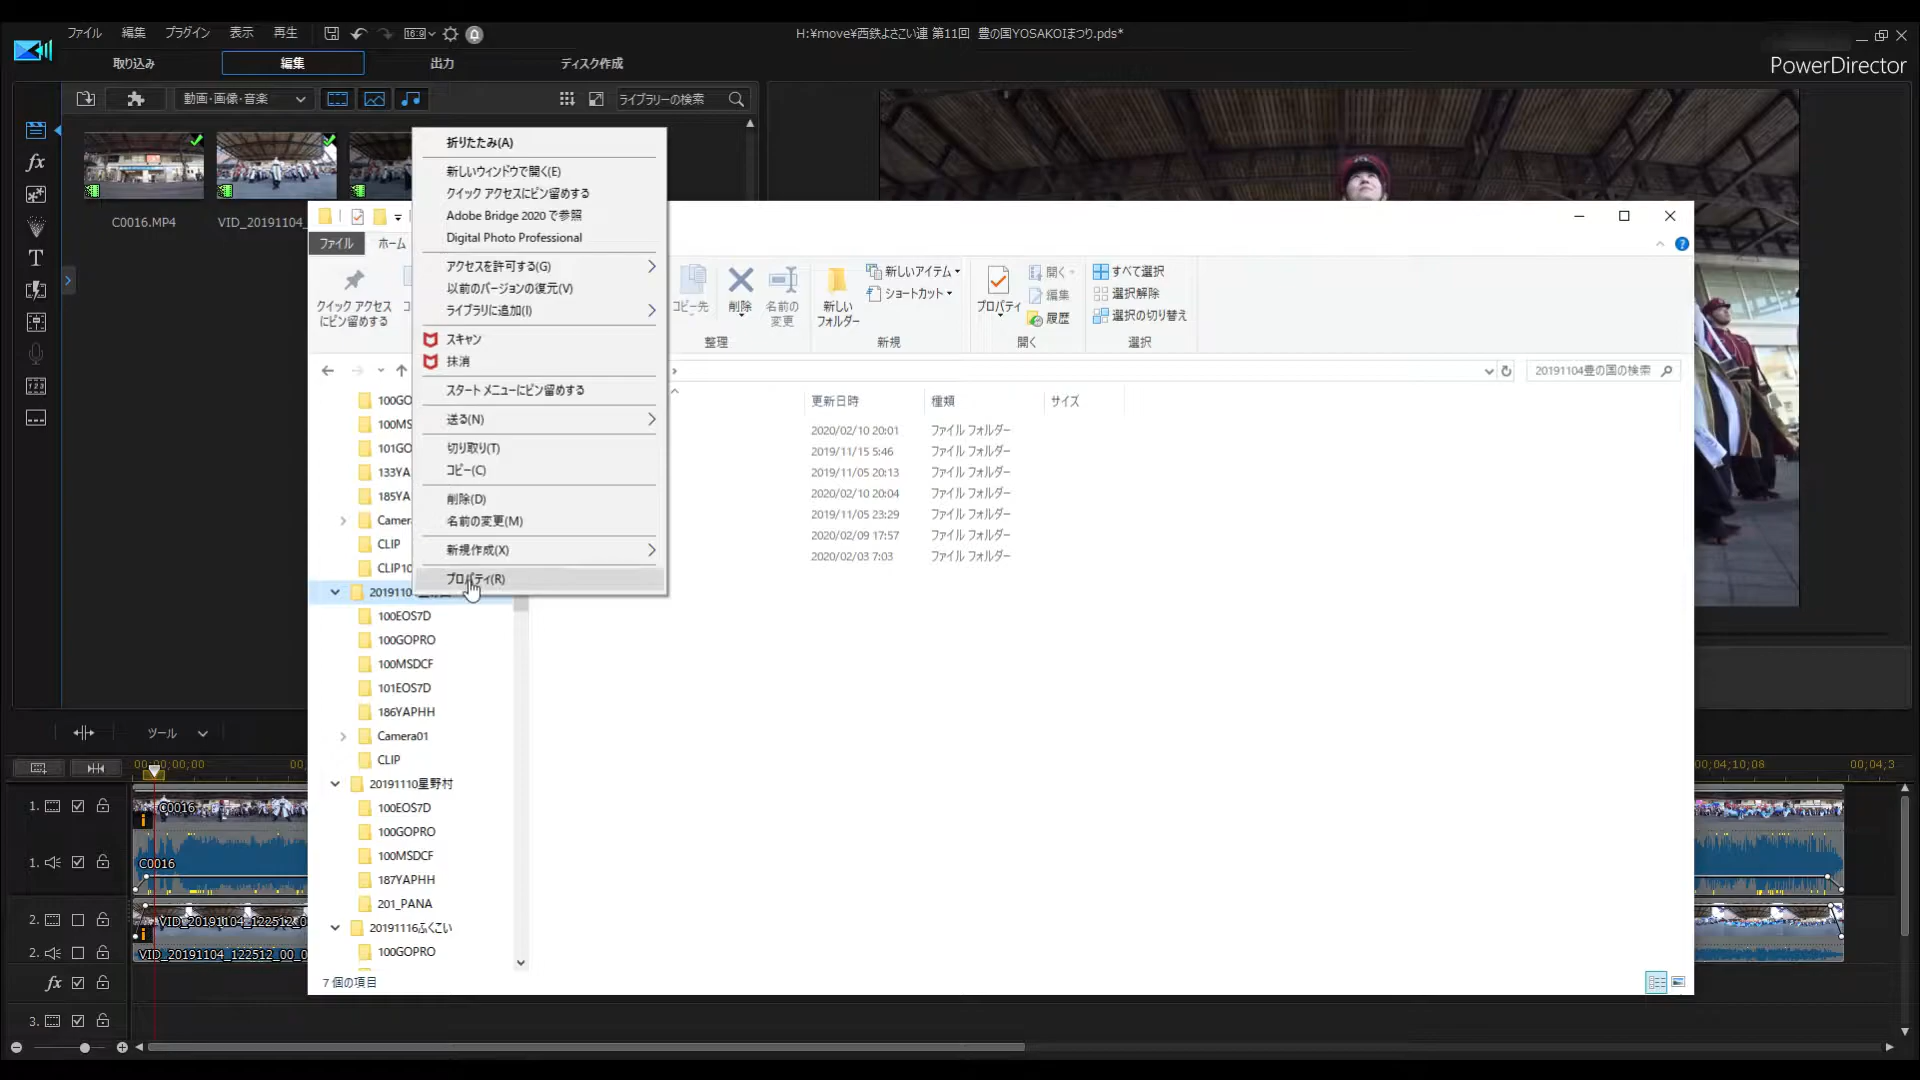 ファイル 編集 プラグイン 表示 再生 16:9 H:¥move¥西鉄よさこい連 第11回 豊の国YOSAKOIまつり.pds*
取り込み 編集 出力 ディスク作成 PowerDirector
動画・画像・音楽 ライブラリーの検索
C0016.MP4 VID_20191104_
折りたたみ(A)
新しいウィンドウで開く(E)
クイック アクセスにピン留めする
Adobe Bridge 2020 で参照
Digital Photo Professional
アクセスを許可する(G)
以前のバージョンの復元(V)
ライブラリに追加(I)
スキャン
抹消
スタート メニューにピン留めする
送る(N)
切り取り(T)
コピー(C)
削除(D)
名前の変更(M)
新規作成(X)
プロパティ(R)
ファイル ホーム
クイック アクセス
にピン留めする
コピー先
削除
名前の
変更
整理
新しい
フォルダー
新しいアイテム
ショートカット
新規
プロパティ
開く
編集
履歴
開く
すべて選択
選択解除
選択の切り替え
選択
20191104豊の国の検索
更新日時 種類 サイズ
2020/02/10 20:01 ファイル フォルダー
2019/11/15 5:46 ファイル フォルダー
2019/11/05 20:13 ファイル フォルダー
2020/02/10 20:04 ファイル フォルダー
2019/11/05 23:29 ファイル フォルダー
2020/02/09 17:57 ファイル フォルダー
2020/02/03 7:03 ファイル フォルダー
100GO
100MS
101GO
133YA
185YA
Camer
CLIP
CLIP10
2019110
100EOS7D
100GOPRO
100MSDCF
101EOS7D
186YAPHH
Camera01
CLIP
20191110星野村
100EOS7D
100GOPRO
100MSDCF
187YAPHH
201_PANA
20191116ふくこい
100GOPRO
7 個の項目
ツール
00;00;00;00 00; 00;04;10;08 00;04;3
1. C0016
1. C0016
2. VID_20191104_122512_0
2. VID_20191104_122512_00_0
fx
3.